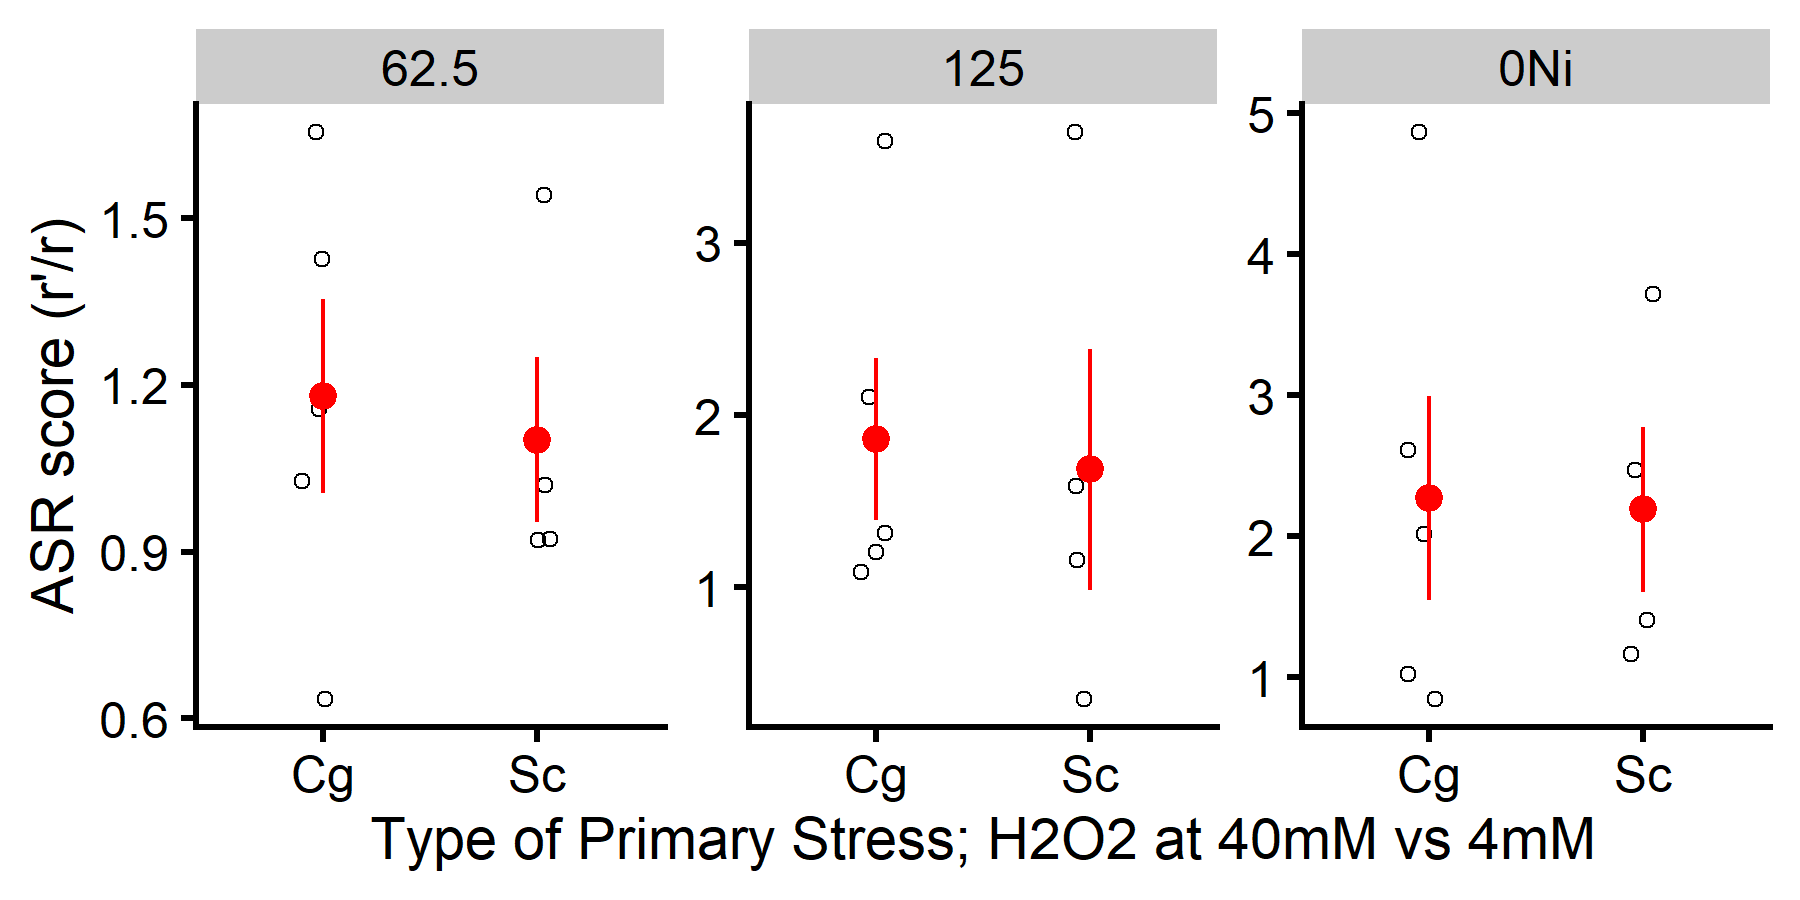 62.5
125
0Ni
ASR score (r'/r)
1.5
1.2
0.9
0.6
3
2
1
5
4
3
2
1
Cg
Sc
Cg
Sc
Cg
Sc
Type of Primary Stress; H2O2 at 40mM vs 4mM